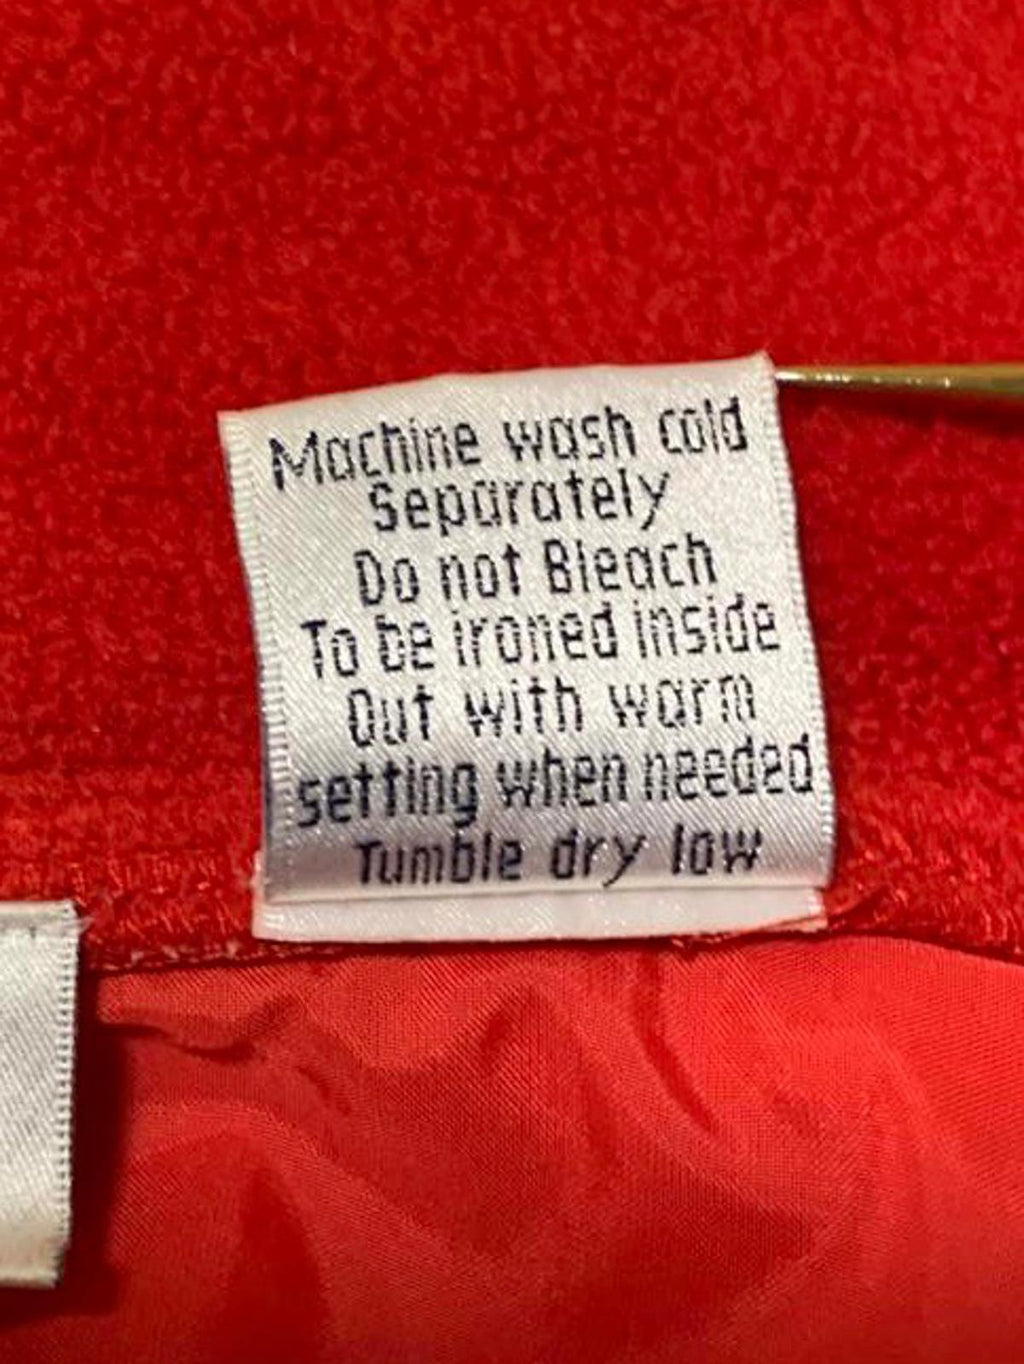 Machine wash cold
Separately
Do not Bleach
To be ironed inside
Out with warm
setting when needed
Tumble dry low